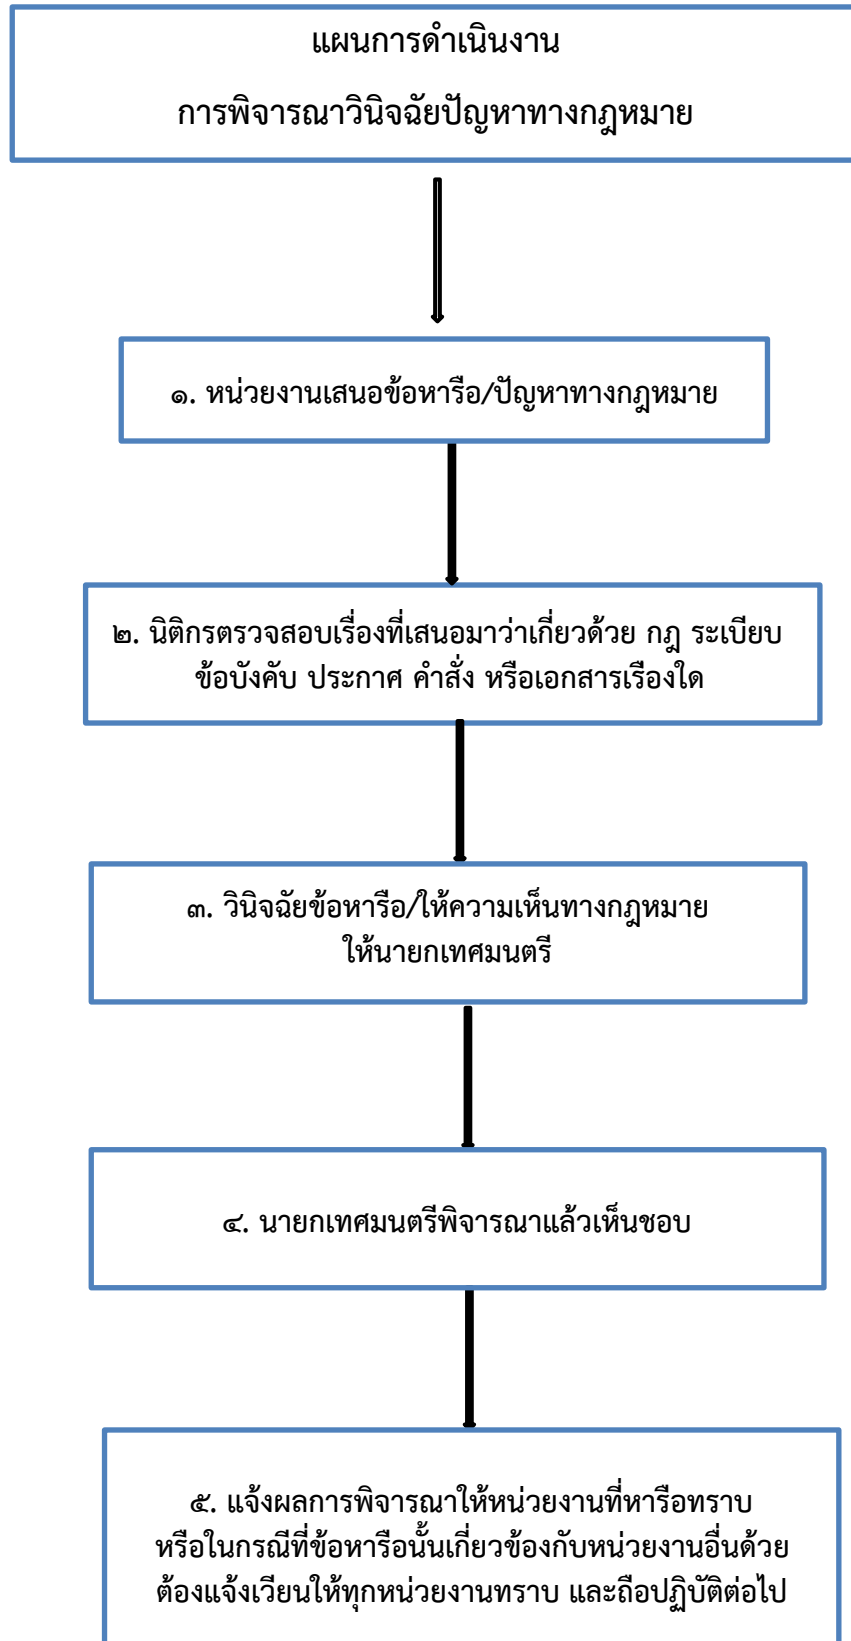 แผนการดำเนินงาน
การพิจารณาวินิจฉัยปัญหาทางกฎหมาย
๑. หน่วยงานเสนอข้อหารือ/ปัญหาทางกฎหมาย
๒. นิติกรตรวจสอบเรื่องที่เสนอมาว่าเกี่ยวด้วย กฎ ระเบียบ
ข้อบังคับ ประกาศ คำสั่ง หรือเอกสารเรืองใด
๓. วินิจฉัยข้อหารือ/ให้ความเห็นทางกฎหมาย
ให้นายกเทศมนตรี
๔. นายกเทศมนตรีพิจารณาแล้วเห็นชอบ
๕. แจ้งผลการพิจารณาให้หน่วยงานที่หารือทราบ
หรือในกรณีที่ข้อหารือนั้นเกี่ยวข้องกับหน่วยงานอื่นด้วย
ต้องแจ้งเวียนให้ทุกหน่วยงานทราบ และถือปฏิบัติต่อไป